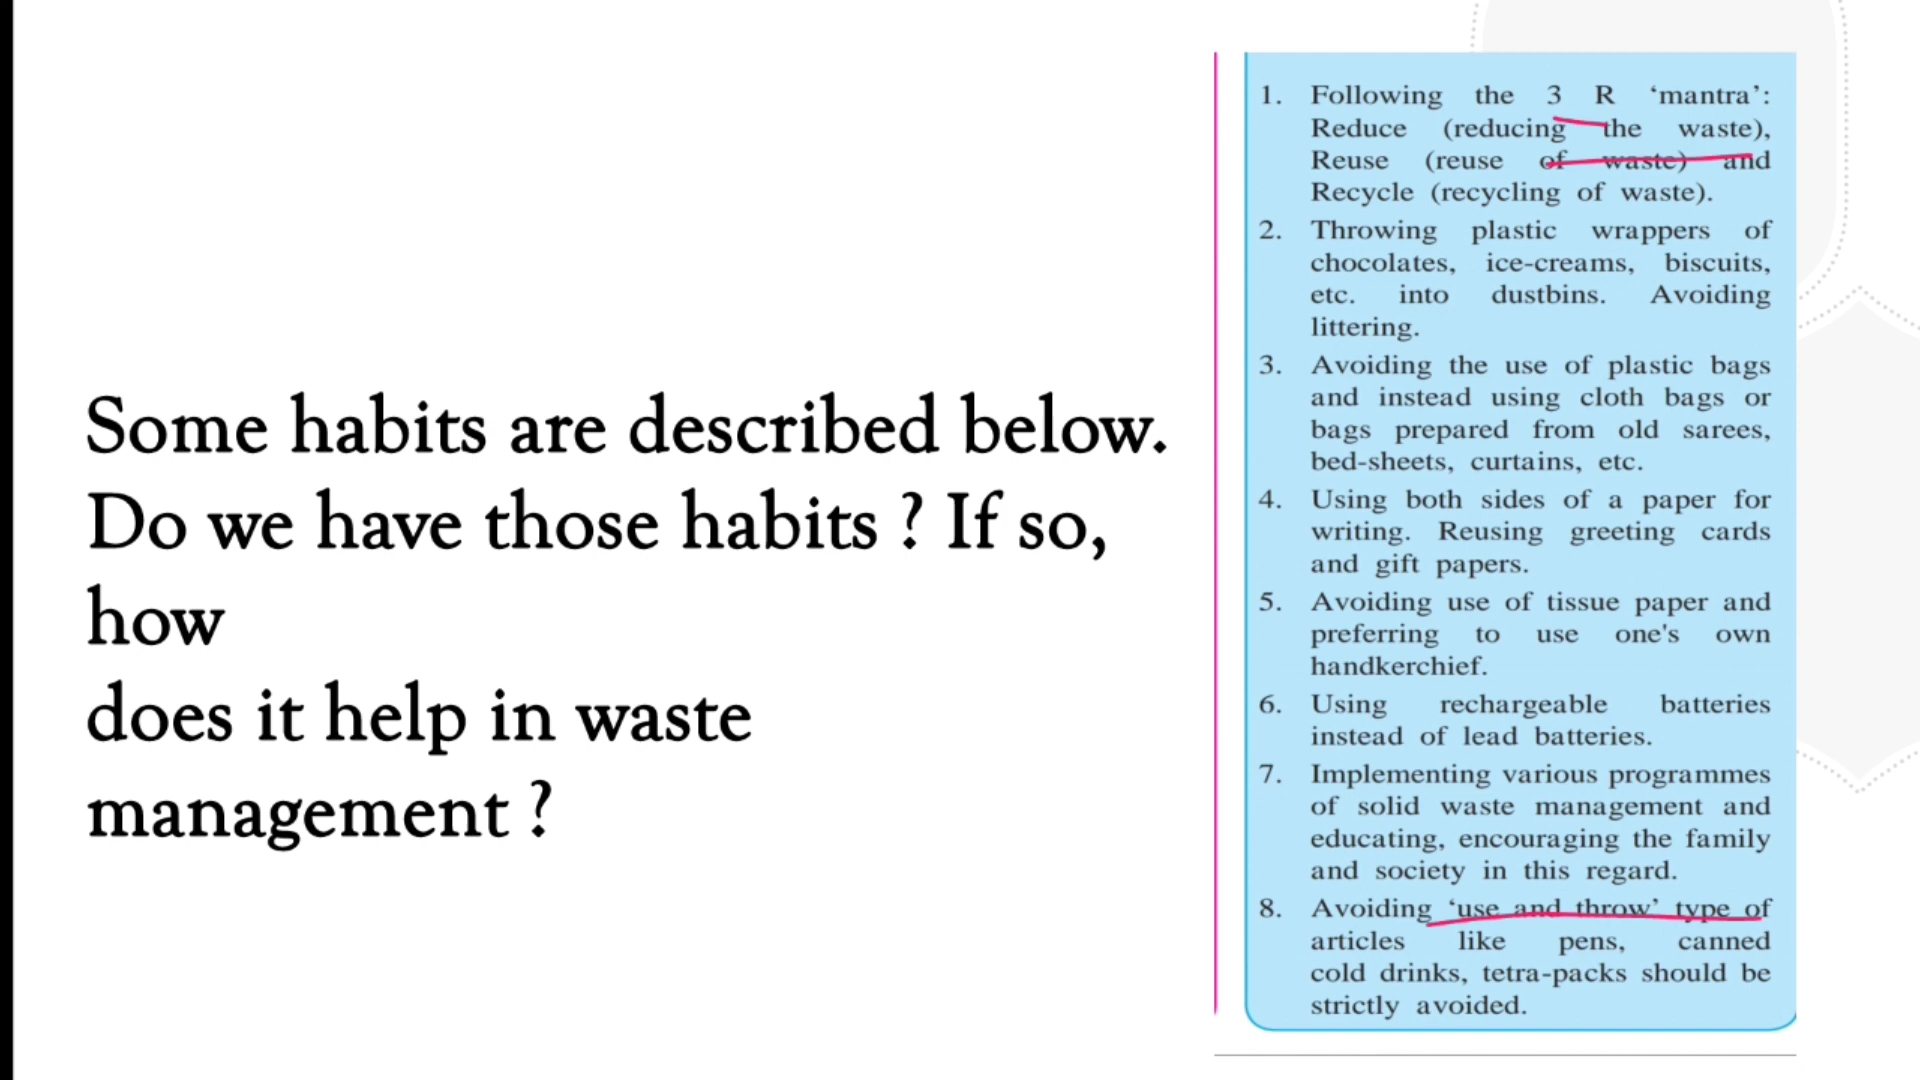 Some habits are described below.
Do we have those habits ? If so,
how
does it help in waste
management ?
1. Following the 3 R ‘mantra’:
Reduce (reducing the waste),
Reuse (reuse of waste) and
Recycle (recycling of waste).
2. Throwing plastic wrappers of
chocolates, ice-creams, biscuits,
etc. into dustbins. Avoiding
littering.
3. Avoiding the use of plastic bags
and instead using cloth bags or
bags prepared from old sarees,
bed-sheets, curtains, etc.
4. Using both sides of a paper for
writing. Reusing greeting cards
and gift papers.
5. Avoiding use of tissue paper and
preferring to use one's own
handkerchief.
6. Using rechargeable batteries
instead of lead batteries.
7. Implementing various programmes
of solid waste management and
educating, encouraging the family
and society in this regard.
8. Avoiding ‘use and throw’ type of
articles like pens, canned
cold drinks, tetra-packs should be
strictly avoided.